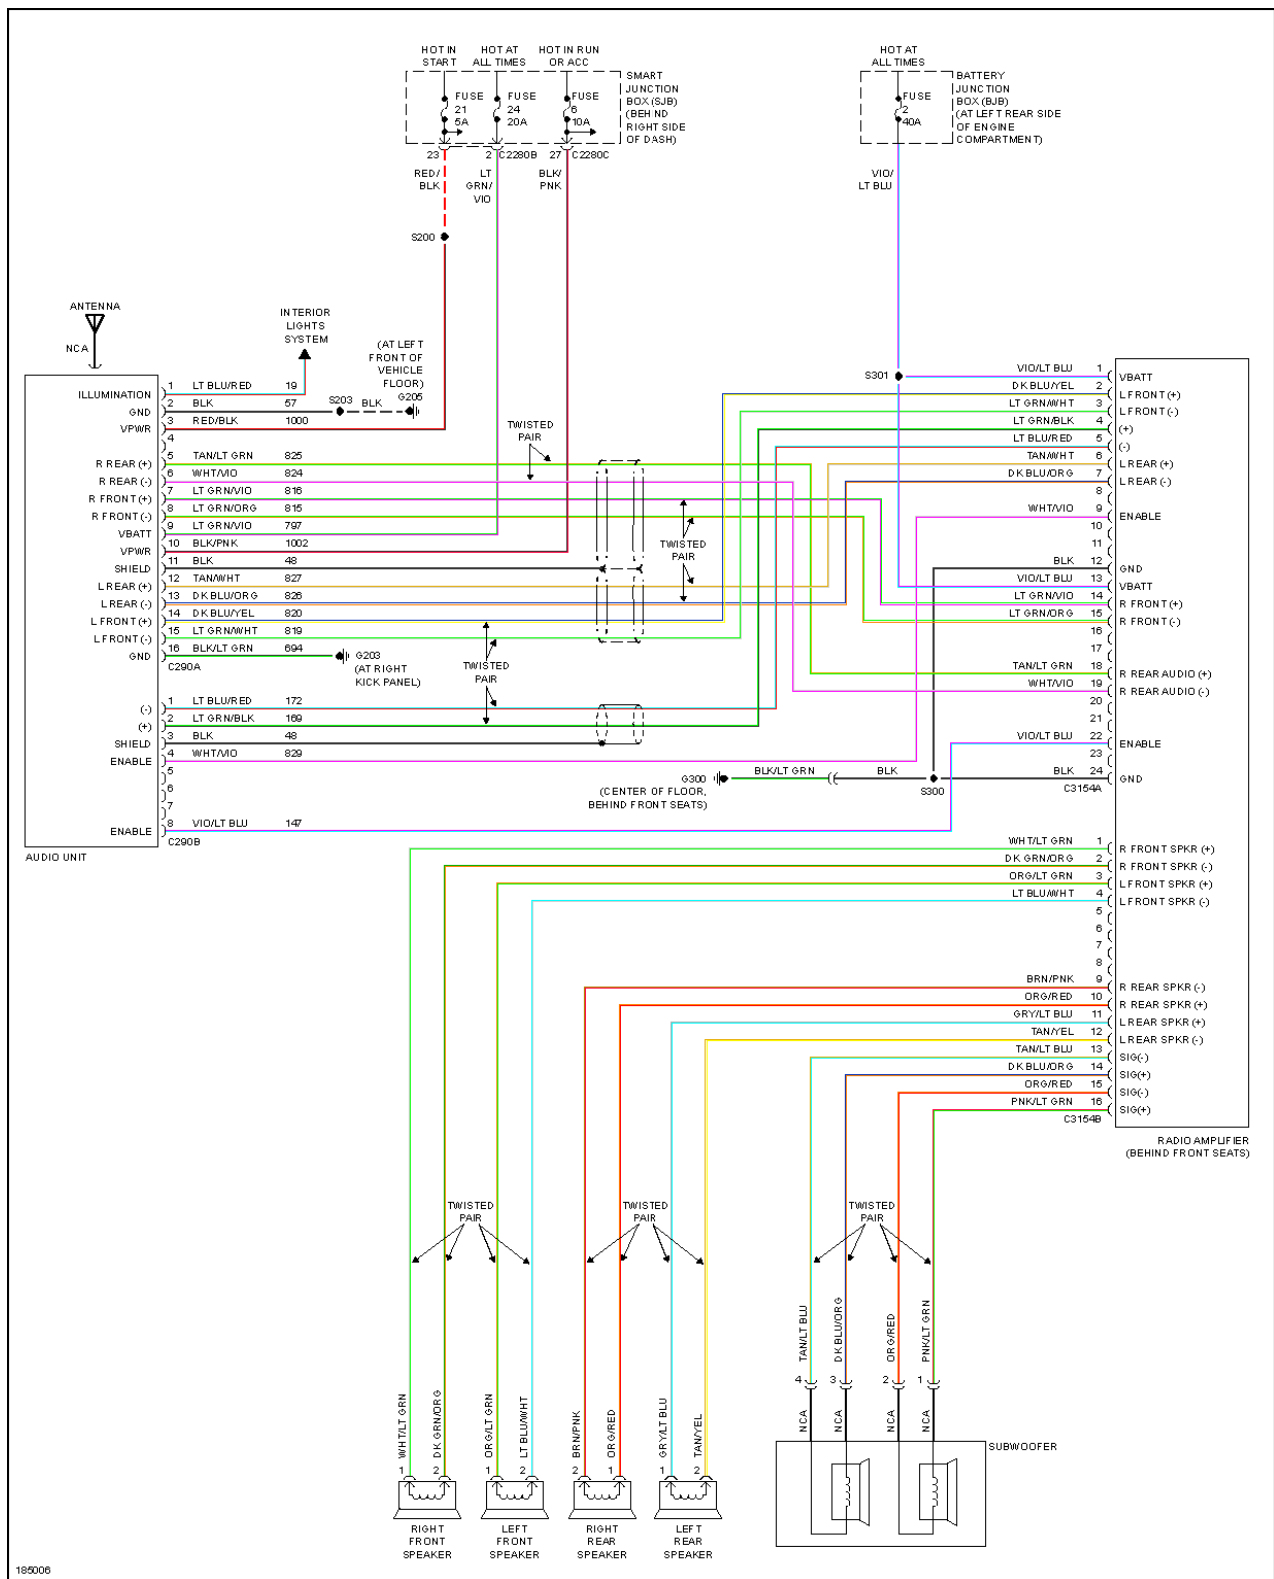 HOT IN START
HOT AT ALL TIMES
HOT IN RUN OR ACC
FUSE 21 5A
FUSE 24 20A
FUSE 6 10A
SMART JUNCTION BOX (SJB) (BEHIND RIGHT SIDE OF DASH)
HOT AT ALL TIMES
FUSE 2 40A
BATTERY JUNCTION BOX (BJB) (AT LEFT REAR SIDE OF ENGINE COMPARTMENT)
23
2 C2280B
27 C2280C
RED/ BLK
LT GRN/ VIO
BLK/ PNK
VIO/ LT BLU
S200
ANTENNA
NCA
INTERIOR LIGHTS SYSTEM
(AT LEFT FRONT OF VEHICLE FLOOR)
G205
S203
BLK
ILLUMINATION 1 LT BLU/RED 19
GND 2 BLK 57
VPWR 3 RED/BLK 1000
4
R REAR (+) 5 TAN/LT GRN 825
R REAR (-) 6 WHT/VIO 824
R FRONT (+) 7 LT GRN/VIO 816
R FRONT (-) 8 LT GRN/ORG 815
VBATT 9 LT GRN/VIO 797
VPWR 10 BLK/PNK 1002
SHIELD 11 BLK 48
L REAR (+) 12 TAN/WHT 827
L REAR (-) 13 DK BLU/ORG 826
L FRONT (+) 14 DK BLU/YEL 820
L FRONT (-) 15 LT GRN/WHT 819
GND 16 BLK/LT GRN 694
C290A
G203 (AT RIGHT KICK PANEL)
(-) 1 LT BLU/RED 172
(+) 2 LT GRN/BLK 169
SHIELD 3 BLK 48
ENABLE 4 WHT/VIO 829
5
6
7
ENABLE 8 VIO/LT BLU 147
C290B
AUDIO UNIT
TWISTED PAIR
TWISTED PAIR
TWISTED PAIR
S301
VIO/LT BLU 1 VBATT
DK BLU/YEL 2 L FRONT (+)
LT GRN/WHT 3 L FRONT (-)
LT GRN/BLK 4 (+)
LT BLU/RED 5 (-)
TAN/WHT 6 L REAR (+)
DK BLU/ORG 7 L REAR (-)
8
WHT/VIO 9 ENABLE
10
11
BLK 12 GND
VIO/LT BLU 13 VBATT
LT GRN/VIO 14 R FRONT (+)
LT GRN/ORG 15 R FRONT (-)
16
17
TAN/LT GRN 18 R REAR AUDIO (+)
WHT/VIO 19 R REAR AUDIO (-)
20
21
VIO/LT BLU 22 ENABLE
23
BLK 24 GND
C3154A
G300
(CENTER OF FLOOR, BEHIND FRONT SEATS)
BLK/LT GRN
BLK
S300
WHT/LT GRN 1 R FRONT SPKR (+)
DK GRN/ORG 2 R FRONT SPKR (-)
ORG/LT GRN 3 L FRONT SPKR (+)
LT BLU/WHT 4 L FRONT SPKR (-)
5
6
7
8
BRN/PNK 9 R REAR SPKR (-)
ORG/RED 10 R REAR SPKR (+)
GRY/LT BLU 11 L REAR SPKR (+)
TAN/YEL 12 L REAR SPKR (-)
TAN/LT BLU 13 SIG(-)
DK BLU/ORG 14 SIG(+)
ORG/RED 15 SIG(-)
PNK/LT GRN 16 SIG(+)
C3154B
RADIO AMPLIFIER (BEHIND FRONT SEATS)
TWISTED PAIR
TWISTED PAIR
TWISTED PAIR
WHT/LT GRN
DK GRN/ORG
ORG/LT GRN
LT BLU/WHT
BRN/PNK
ORG/RED
GRY/LT BLU
TAN/YEL
TAN/LT BLU
DK BLU/ORG
ORG/RED
PNK/LT GRN
4 3 2 1
NCA NCA NCA NCA
SUBWOOFER
1 2 1 2 2 1 1 2
RIGHT FRONT SPEAKER
LEFT FRONT SPEAKER
RIGHT REAR SPEAKER
LEFT REAR SPEAKER
185006